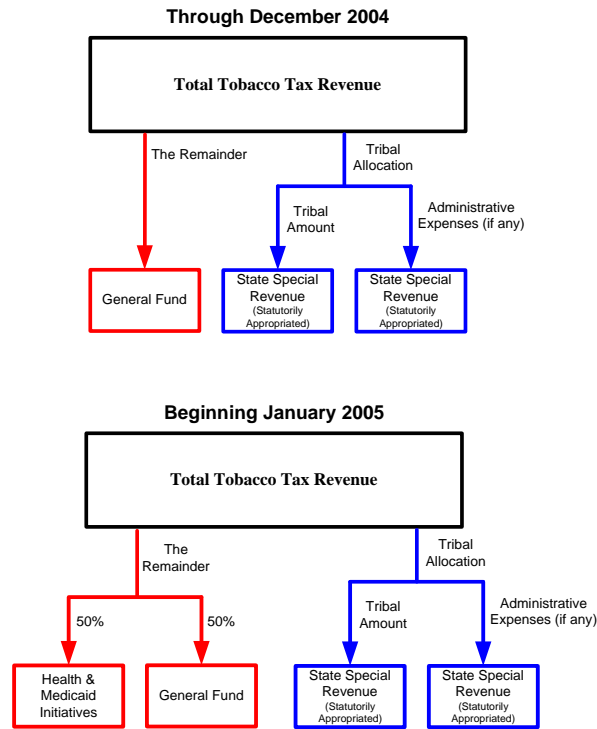 Through December 2004
Total Tobacco Tax Revenue
The Remainder
Tribal
Allocation
Tribal
Amount
Administrative
Expenses (if any)
General Fund
State Special
Revenue
(Statutorily
Appropriated)
State Special
Revenue
(Statutorily
Appropriated)
Beginning January 2005
Total Tobacco Tax Revenue
The
Remainder
Tribal
Allocation
50%
50%
Tribal
Amount
Administrative
Expenses (if any)
Health &
Medicaid
Initiatives
General Fund
State Special
Revenue
(Statutorily
Appropriated)
State Special
Revenue
(Statutorily
Appropriated)